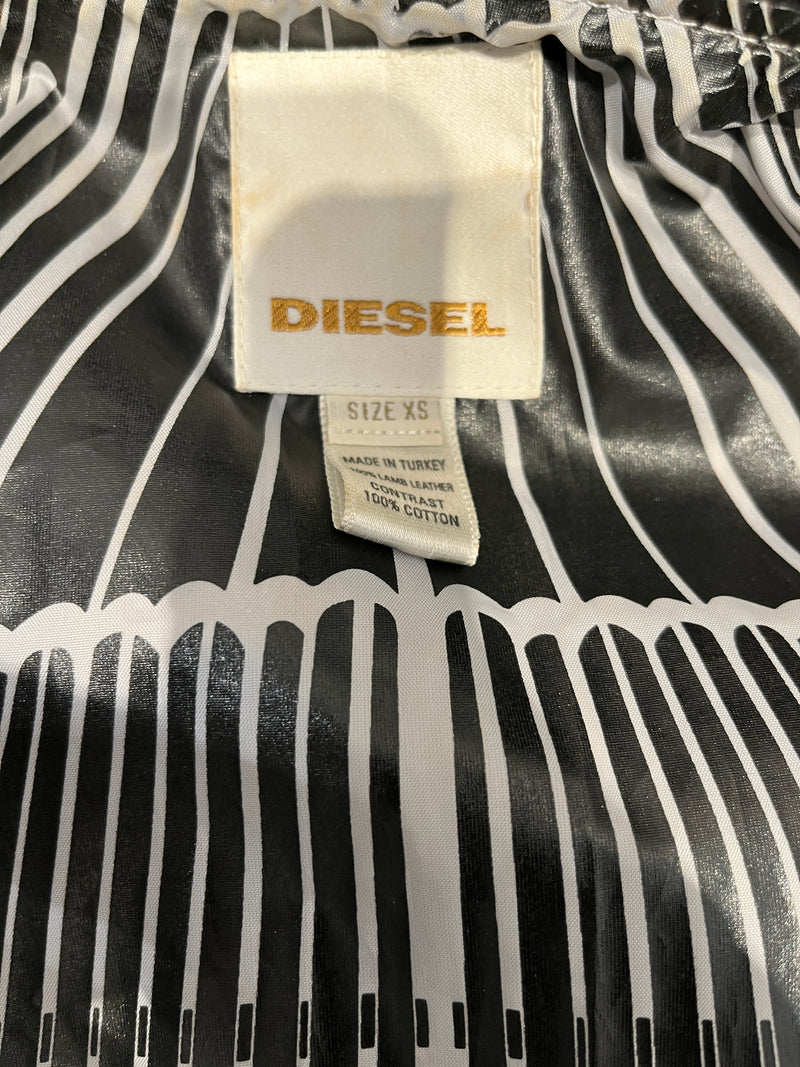 DIESEL
SIZE XS
MADE IN TURKEY
100% LAMB LEATHER
CONTRAST
100% COTTON